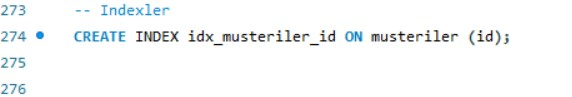 273 -- Indexler
274 CREATE INDEX idx_musteriler_id ON musteriler (id);
275
276